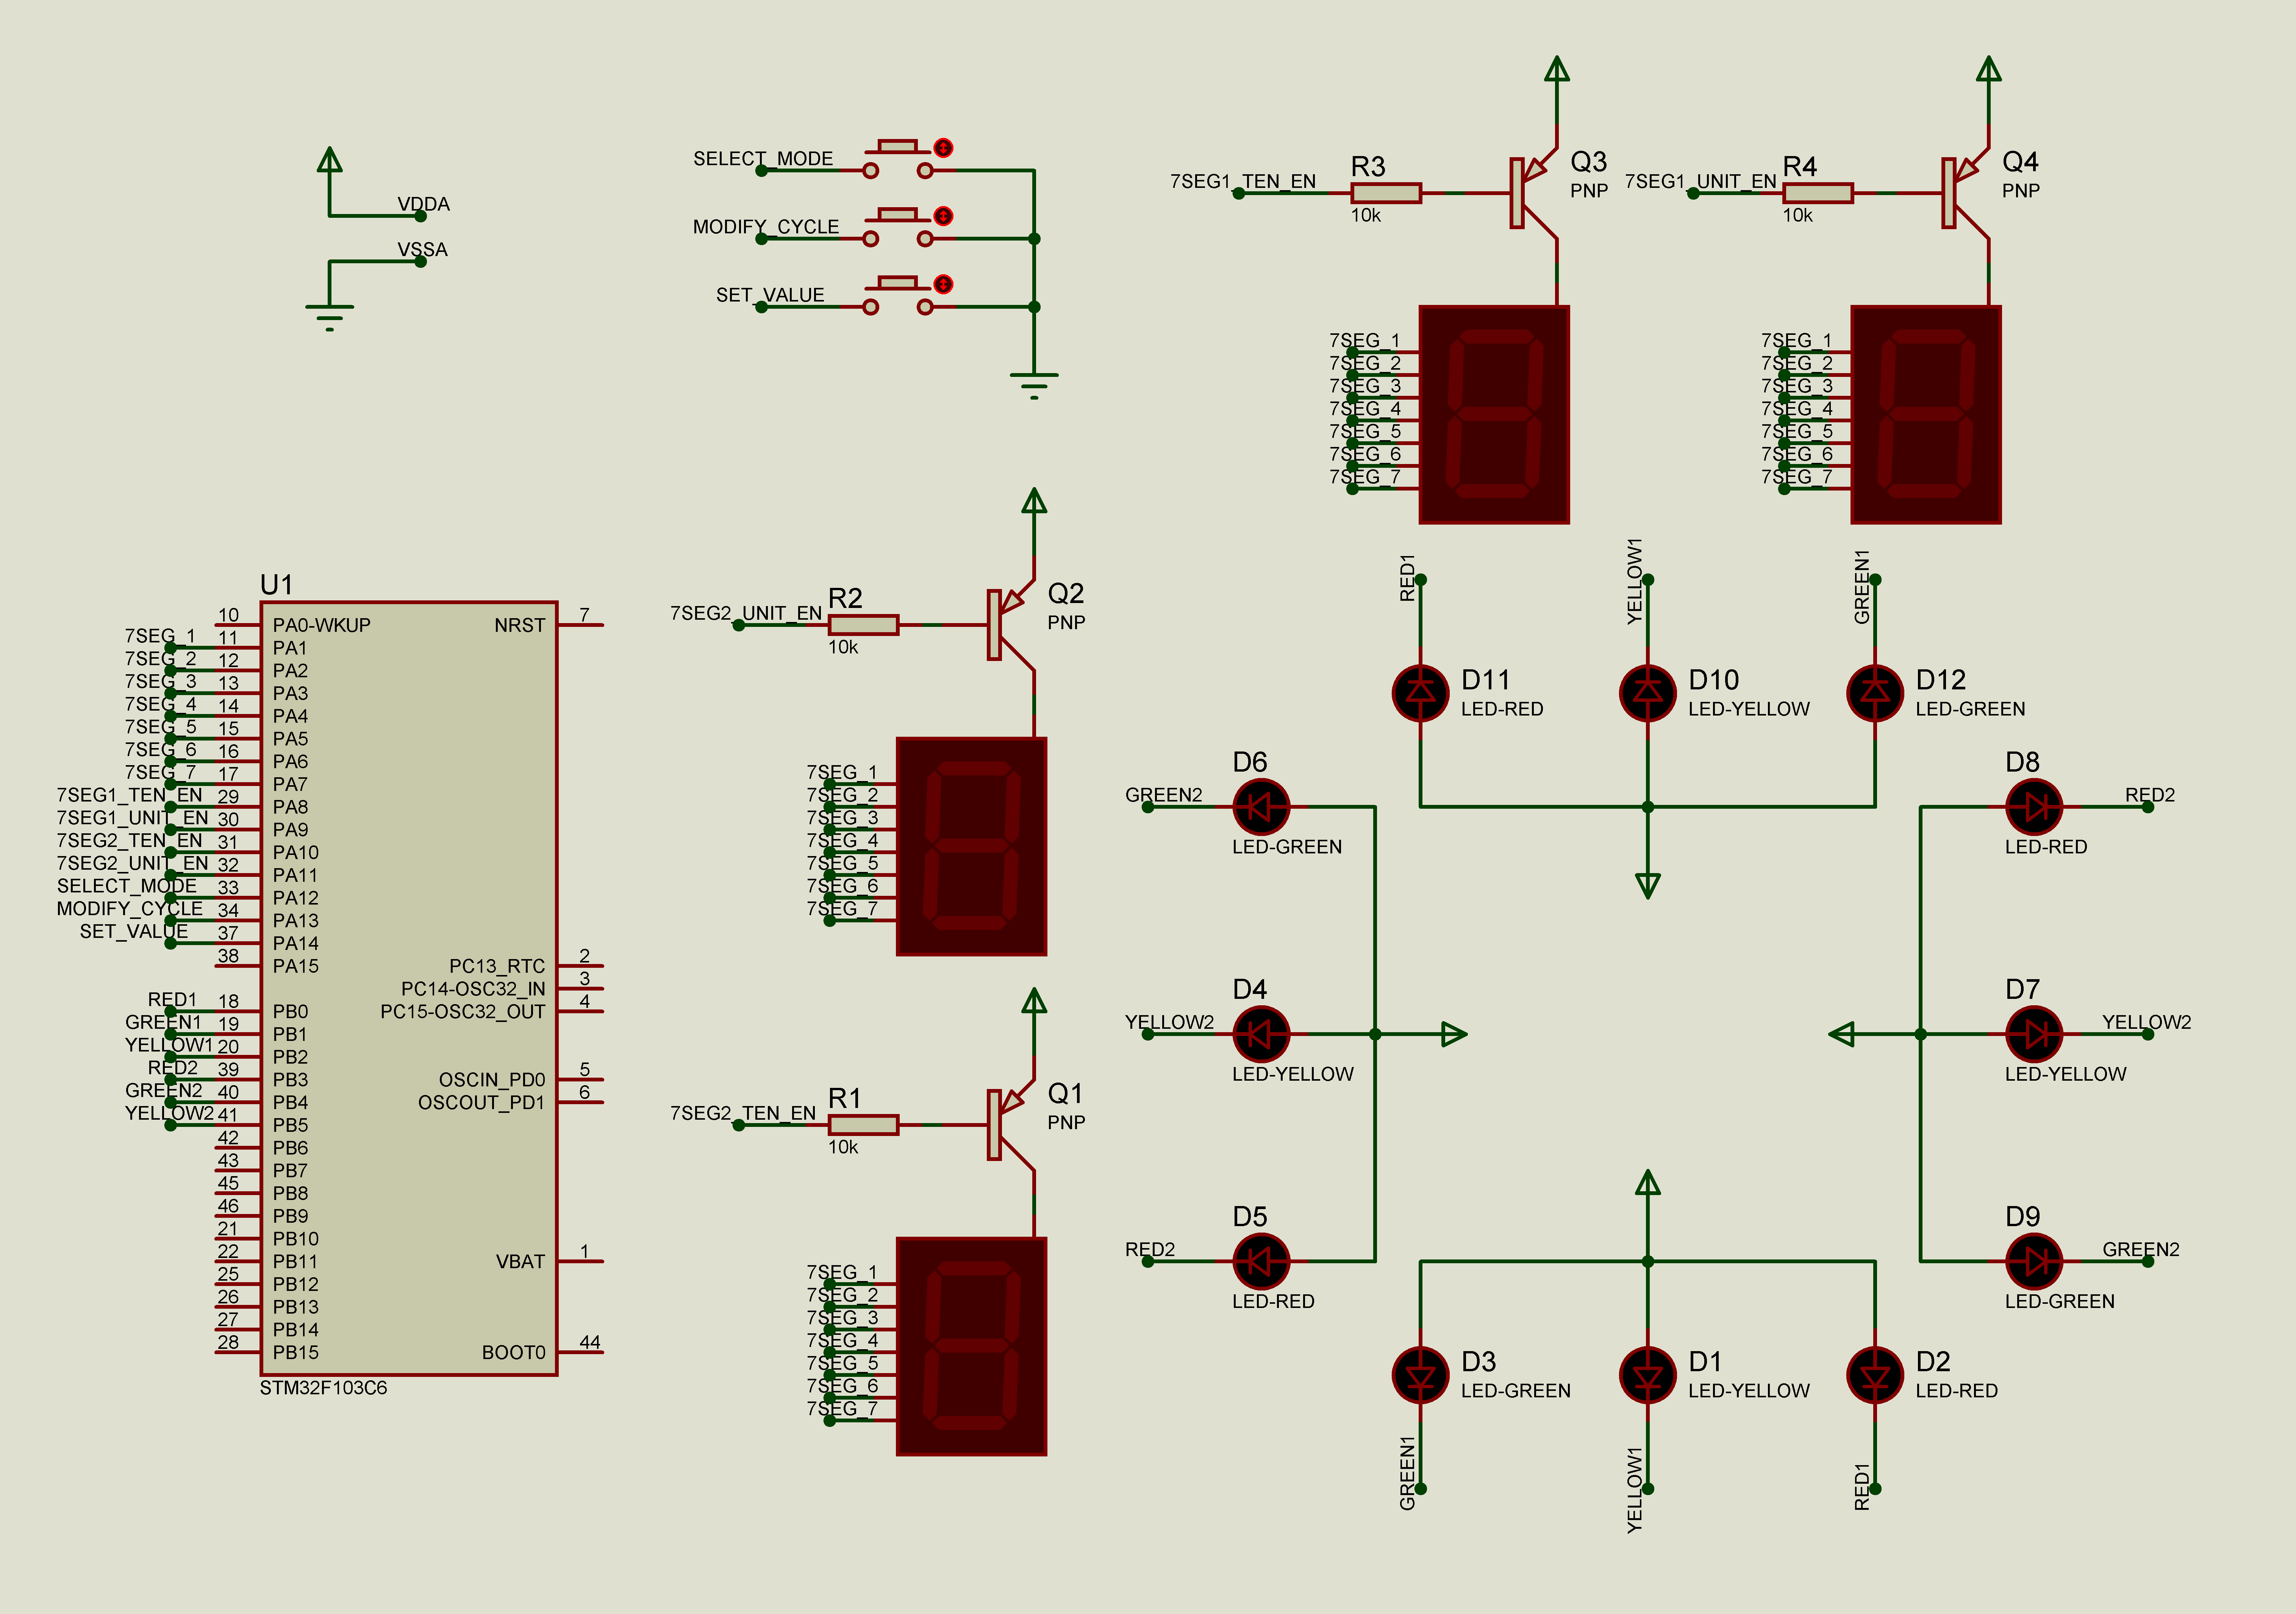 VDDA
VSSA
SELECT_MODE
MODIFY_CYCLE
SET_VALUE
7SEG1_TEN_EN
R3
10k
Q3
PNP
7SEG_1
7SEG_2
7SEG_3
7SEG_4
7SEG_5
7SEG_6
7SEG_7
7SEG1_UNIT_EN
R4
10k
Q4
PNP
7SEG_1
7SEG_2
7SEG_3
7SEG_4
7SEG_5
7SEG_6
7SEG_7
U1
10 PA0-WKUP
7SEG_1 11 PA1
7SEG_2 12 PA2
7SEG_3 13 PA3
7SEG_4 14 PA4
7SEG_5 15 PA5
7SEG_6 16 PA6
7SEG_7 17 PA7
7SEG1_TEN_EN 29 PA8
7SEG1_UNIT_EN 30 PA9
7SEG2_TEN_EN 31 PA10
7SEG2_UNIT_EN 32 PA11
SELECT_MODE 33 PA12
MODIFY_CYCLE 34 PA13
SET_VALUE 37 PA14
38 PA15
RED1 18 PB0
GREEN1 19 PB1
YELLOW1 20 PB2
RED2 39 PB3
GREEN2 40 PB4
YELLOW2 41 PB5
42 PB6
43 PB7
45 PB8
46 PB9
21 PB10
22 PB11
25 PB12
26 PB13
27 PB14
28 PB15
NRST 7
PC13_RTC 2
PC14-OSC32_IN 3
PC15-OSC32_OUT 4
OSCIN_PD0 5
OSCOUT_PD1 6
VBAT 1
BOOT0 44
STM32F103C6
7SEG2_UNIT_EN
R2
10k
Q2
PNP
7SEG_1
7SEG_2
7SEG_3
7SEG_4
7SEG_5
7SEG_6
7SEG_7
7SEG2_TEN_EN
R1
10k
Q1
PNP
7SEG_1
7SEG_2
7SEG_3
7SEG_4
7SEG_5
7SEG_6
7SEG_7
RED1
YELLOW1
GREEN1
D11
LED-RED
D10
LED-YELLOW
D12
LED-GREEN
D6
GREEN2
LED-GREEN
D4
YELLOW2
LED-YELLOW
D5
RED2
LED-RED
D8
RED2
LED-RED
D7
YELLOW2
LED-YELLOW
D9
GREEN2
LED-GREEN
D3
LED-GREEN
D1
LED-YELLOW
D2
LED-RED
GREEN1
YELLOW1
RED1